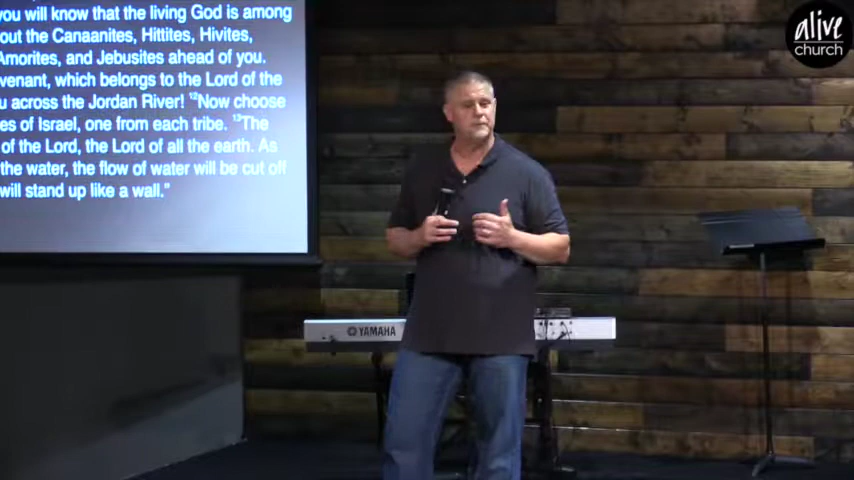 you will know that the living God is among
out the Canaanites, Hittites, Hivites,
Amorites, and Jebusites ahead of you.
venant, which belongs to the Lord of the
u across the Jordan River! ¹²Now choose
es of Israel, one from each tribe. ¹³The
of the Lord, the Lord of all the earth. As
the water, the flow of water will be cut off
will stand up like a wall.”
alive
church
YAMAHA